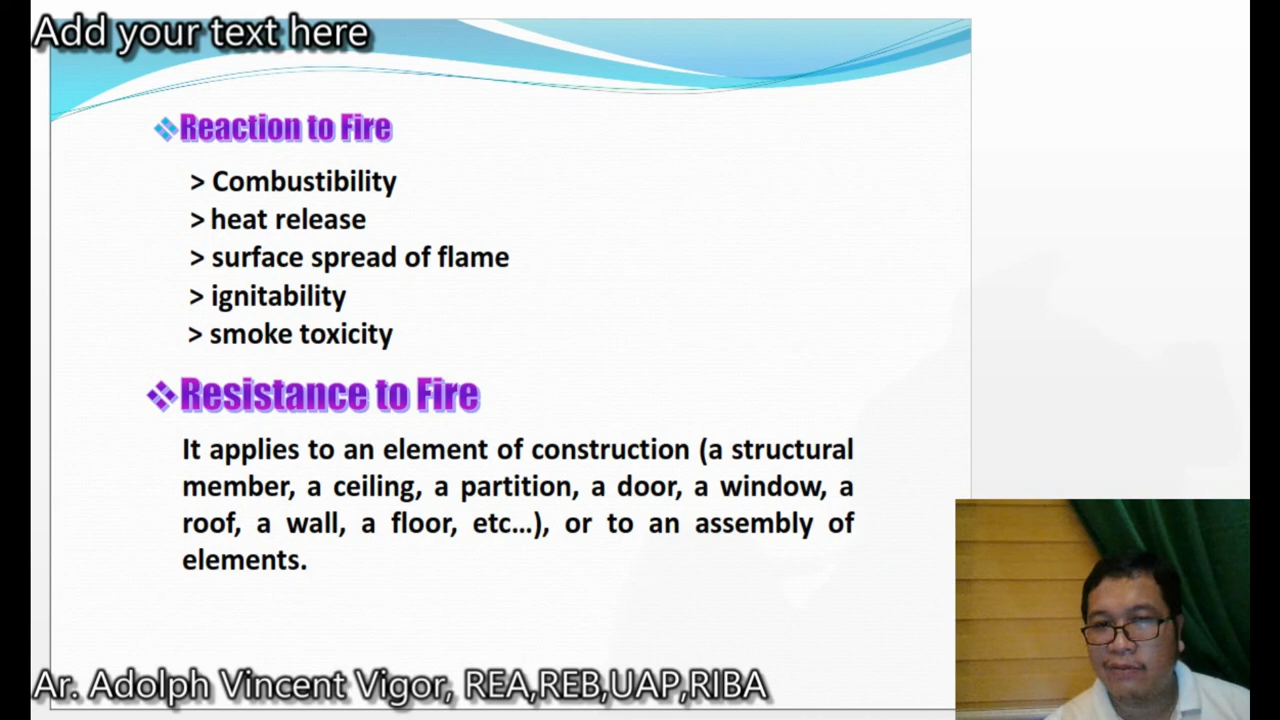 Add your text here
Reaction to Fire
> Combustibility
> heat release
> surface spread of flame
> ignitability
> smoke toxicity
Resistance to Fire
It applies to an element of construction (a structural
member, a ceiling, a partition, a door, a window, a
roof, a wall, a floor, etc...), or to an assembly of
elements.
Ar. Adolph Vincent Vigor, REA,REB,UAP,RIBA